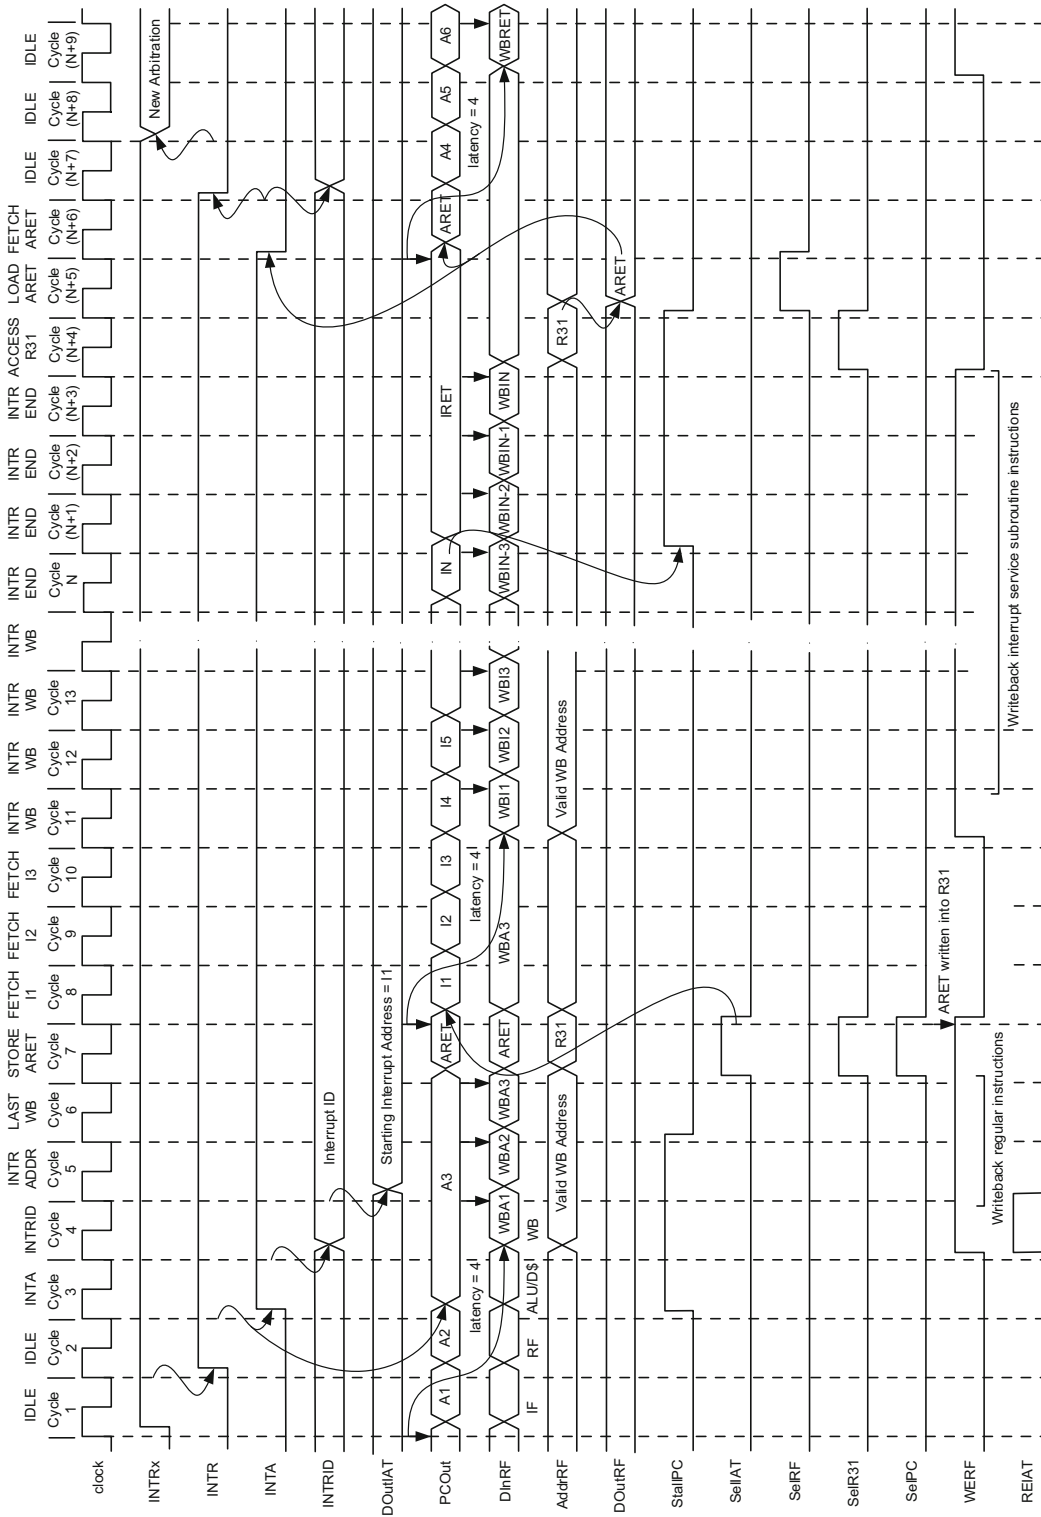 IDLE IDLE INTA INTRID INTR ADDR LAST WB STORE ARET FETCH I1 FETCH I2 FETCH I3 INTR WB INTR WB INTR WB INTR WB INTR END INTR END INTR END INTR END ACCESS R31 LOAD ARET FETCH ARET IDLE IDLE IDLE
Cycle 1 Cycle 2 Cycle 3 Cycle 4 Cycle 5 Cycle 6 Cycle 7 Cycle 8 Cycle 9 Cycle 10 Cycle 11 Cycle 12 Cycle 13 Cycle N Cycle (N+1) Cycle (N+2) Cycle (N+3) Cycle (N+4) Cycle (N+5) Cycle (N+6) Cycle (N+7) Cycle (N+8) Cycle (N+9)
clock
INTRx New Arbitration
INTR
INTA
INTRID Interrupt ID
DOutIAT Starting Interrupt Address = I1
PCOut A1 A2 A3 ARET I1 I2 I3 I4 I5 IN IRET ARET A4 A5 A6
latency = 4 latency = 4 latency = 4
DInRF WBA1 WBA2 WBA3 ARET WBA3 WBI1 WBI2 WBI3 WBIN-3 WBIN-2 WBIN-1 WBIN WBRET
IF RF ALU/D$ WB
AddrRF Valid WB Address R31 Valid WB Address R31
DOutRF ARET
StallPC
SelIAT
SelRF
SelR31
SelPC
ARET written into R31
WERF
Writeback regular instructions Writeback interrupt service subroutine instructions
REIAT